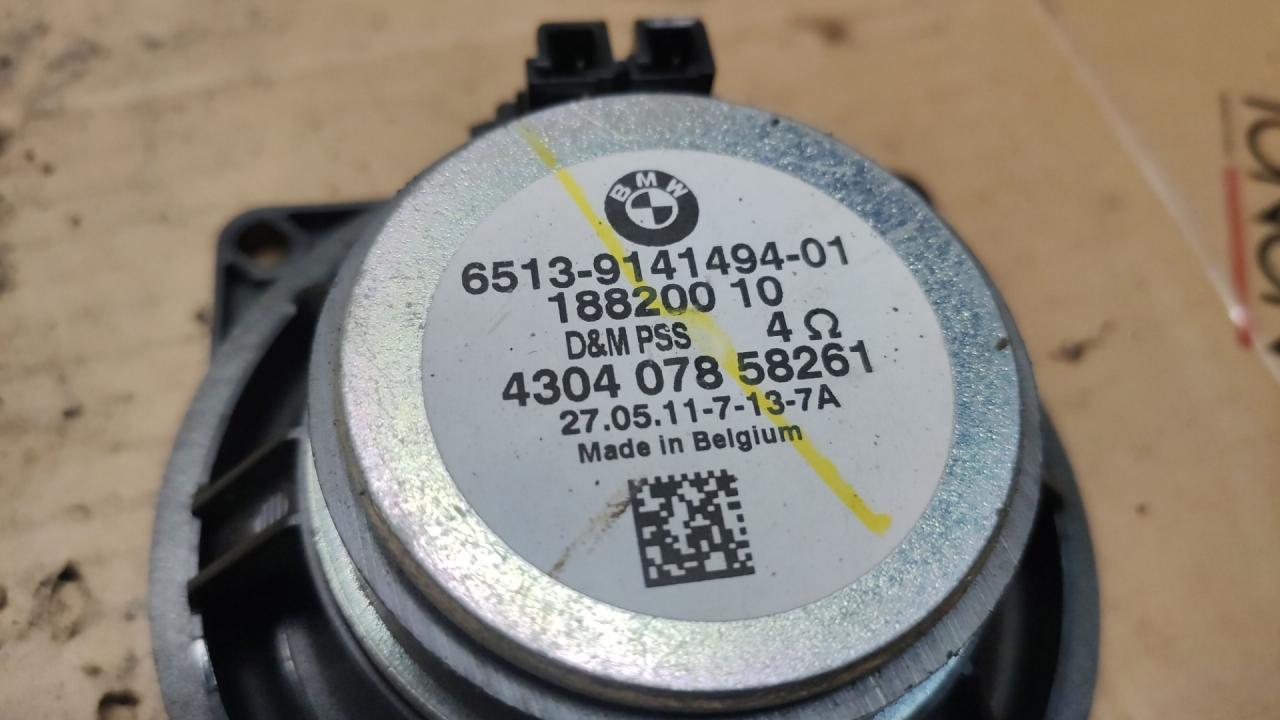 BMW
6513-9141494-01
188200 10
D&M PSS 4 Ω
4304 078 58261
27.05.11-7-13-7A
Made in Belgium